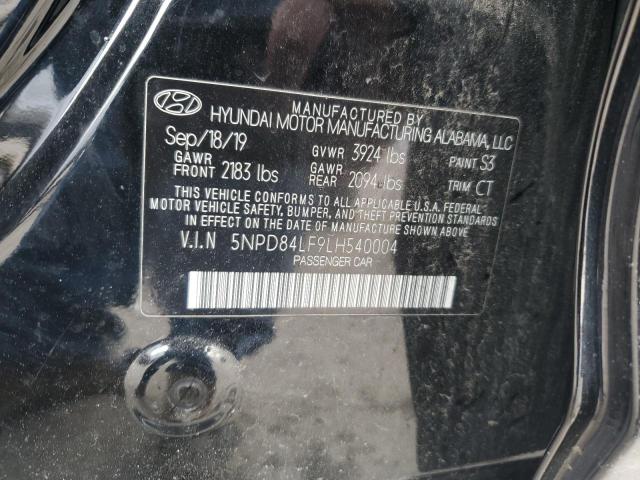 MANUFACTURED BY
HYUNDAI MOTOR MANUFACTURING ALABAMA, LLC
Sep/18/19 GVWR 3924 lbs PAINT S3
GAWR FRONT 2183 lbs GAWR REAR 2094 lbs TRIM CT
THIS VEHICLE CONFORMS TO ALL APPLICABLE U.S.A. FEDERAL
MOTOR VEHICLE SAFETY, BUMPER, AND THEFT PREVENTION STANDARDS
IN EFFECT ON THE DATE OF MANUFACTURE SHOWN ABOVE.
V.I.N 5NPD84LF9LH540004
PASSENGER CAR